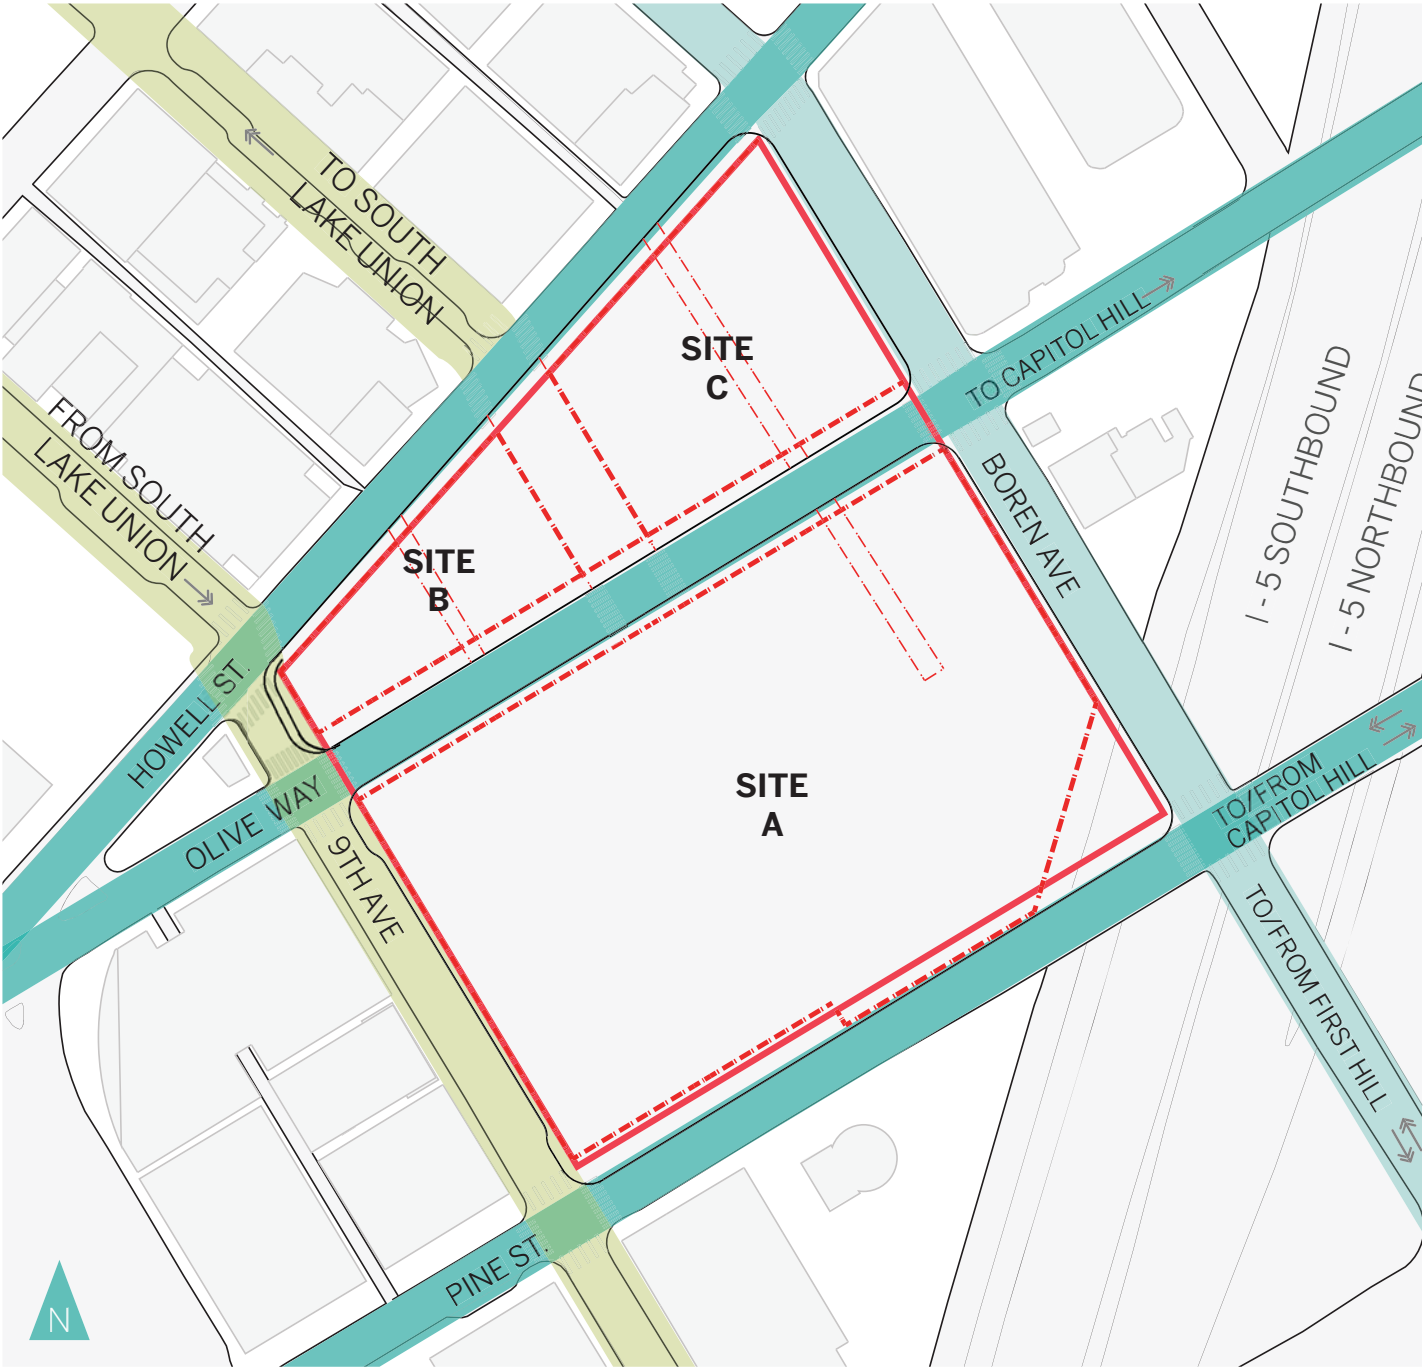 TO SOUTH
LAKE UNION
SITE
C
TO CAPITOL HILL
FROM SOUTH
LAKE UNION
SITE
B
BOREN AVE
I - 5 SOUTHBOUND
I - 5 NORTHBOUND
HOWELL ST.
OLIVE WAY
9TH AVE
SITE
A
TO/FROM
CAPITOL HILL
TO/FROM FIRST HILL
PINE ST.
N